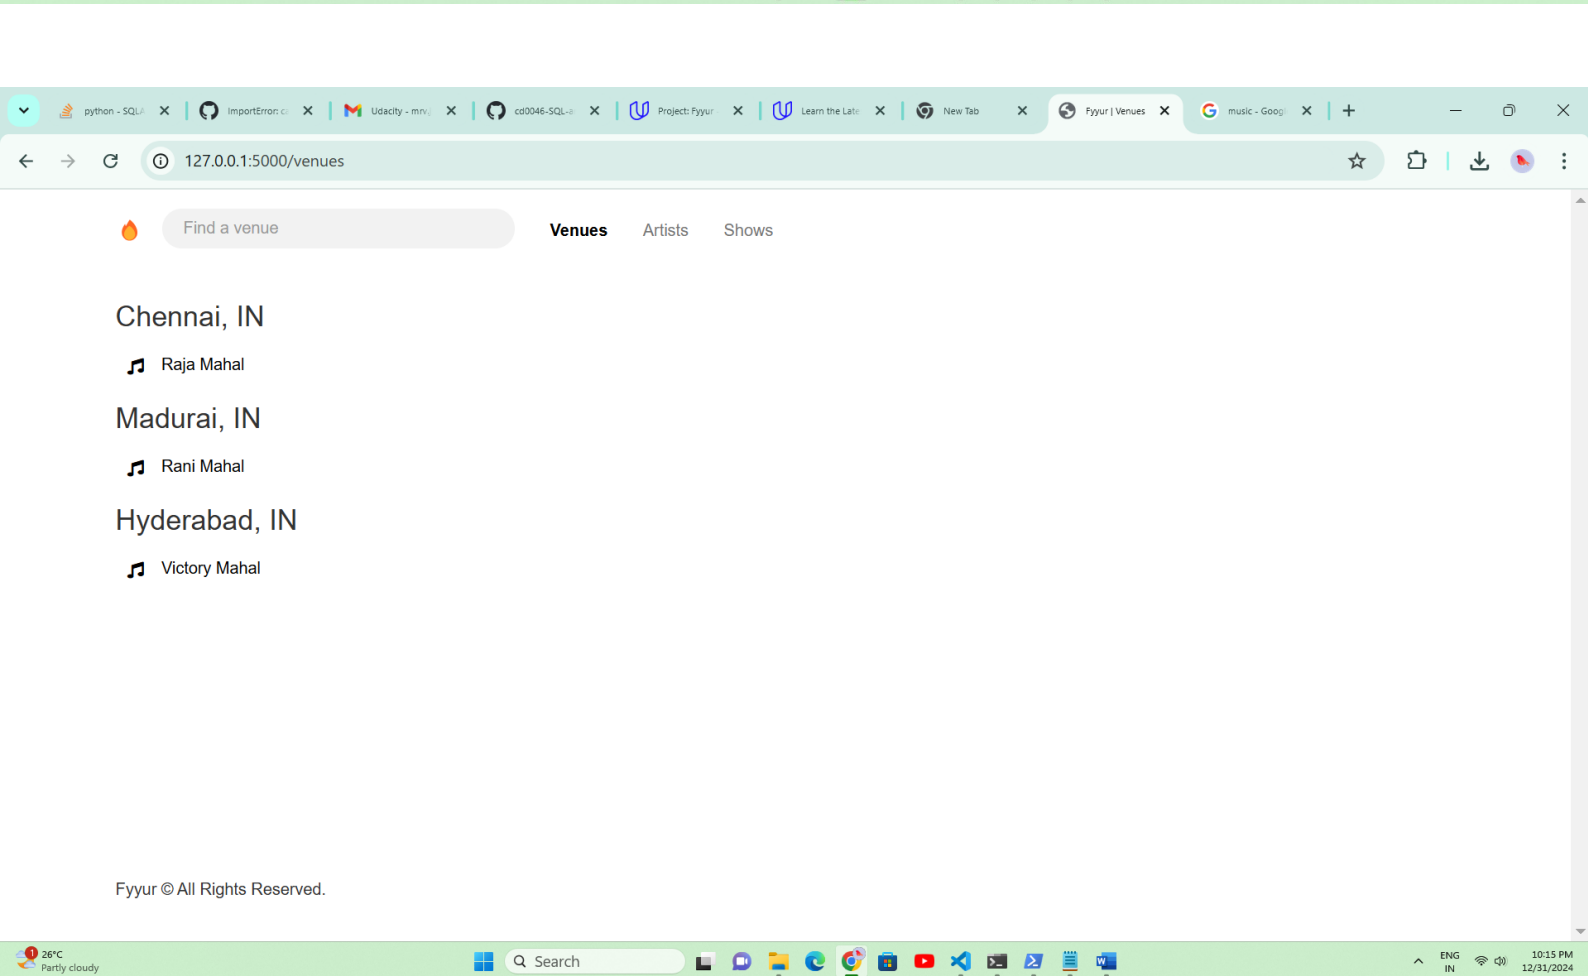 python - SQLA
ImportError: c
Udacity - mrv.
cd0046-SQL-a
Project: Fyyur
Learn the Late
New Tab
Fyyur | Venues
music - Goog
127.0.0.1:5000/venues
Find a venue
Venues
Artists
Shows
Chennai, IN
Raja Mahal
Madurai, IN
Rani Mahal
Hyderabad, IN
Victory Mahal
Fyyur © All Rights Reserved.
1
26°C
Partly cloudy
Search
ENG
IN
10:15 PM
12/31/2024